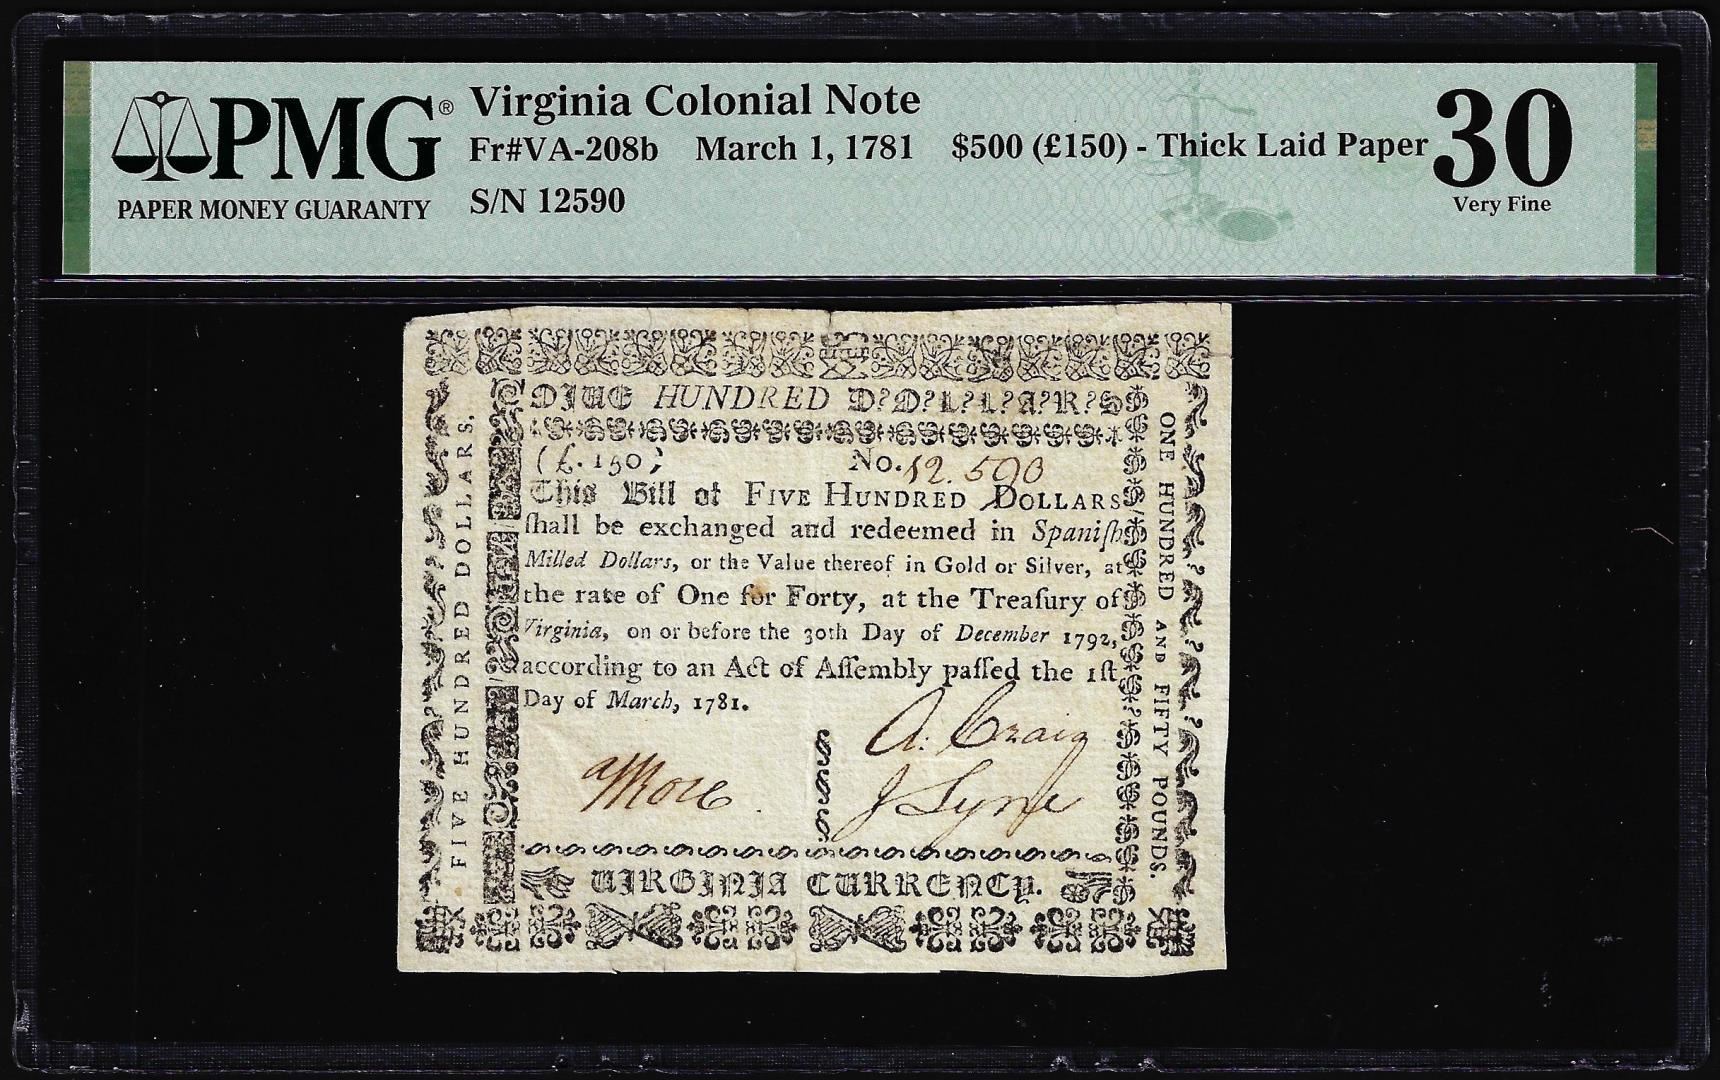 PMG® Virginia Colonial Note
Fr#VA-208b March 1, 1781 $500 (£150) - Thick Laid Paper
S/N 12590
PAPER MONEY GUARANTY
30
Very Fine
HUNDRED D?O?L?L?A?R?S
(£.150)
No. 12.590
This Bill of FIVE HUNDRED DOLLARS
ſhall be exchanged and redeemed in Spaniſh
Milled Dollars, or the Value thereof in Gold or Silver, at
the rate of One for Forty, at the Treaſury of
Virginia, on or before the 30th Day of December 1792,
according to an Act of Aſſembly paſſed the 1ſt
Day of March, 1781.
A: Craig
J Lyne
VIRGINIA CURRENCY.
FIVE HUNDRED DOLLARS.
ONE HUNDRED AND FIFTY POUNDS.